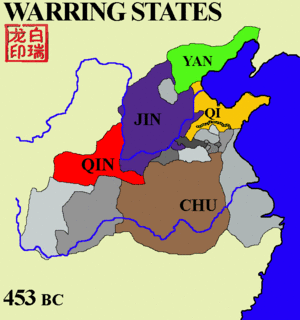 WARRING STATES
白瑞
龙印
YAN
QI
JIN
QIN
CHU
453 BC